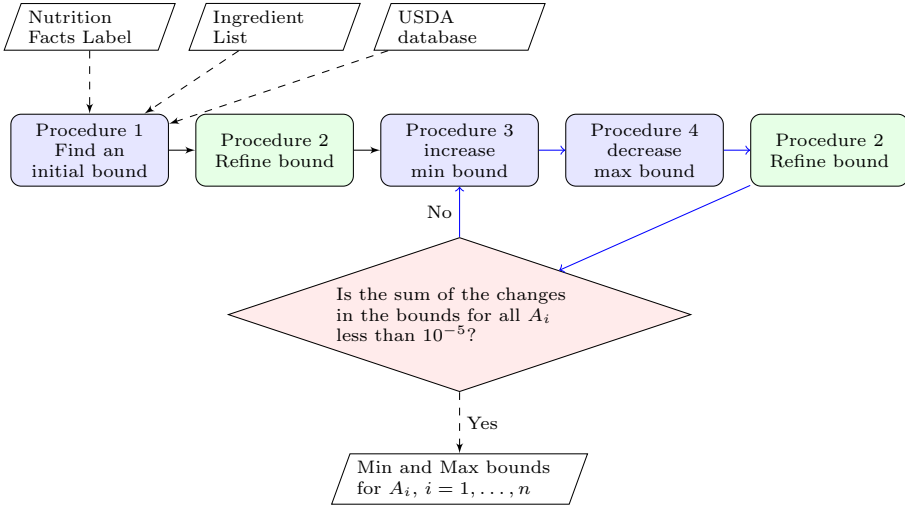 Nutrition
Facts Label
Ingredient
List
USDA
database
Procedure 1
Find an
initial bound
Procedure 2
Refine bound
Procedure 3
increase
min bound
Procedure 4
decrease
max bound
Procedure 2
Refine bound
No
Is the sum of the changes
in the bounds for all $A_i$
less than $10^{-5}$?
Yes
Min and Max bounds
for $A_i$, $i = 1, \ldots, n$